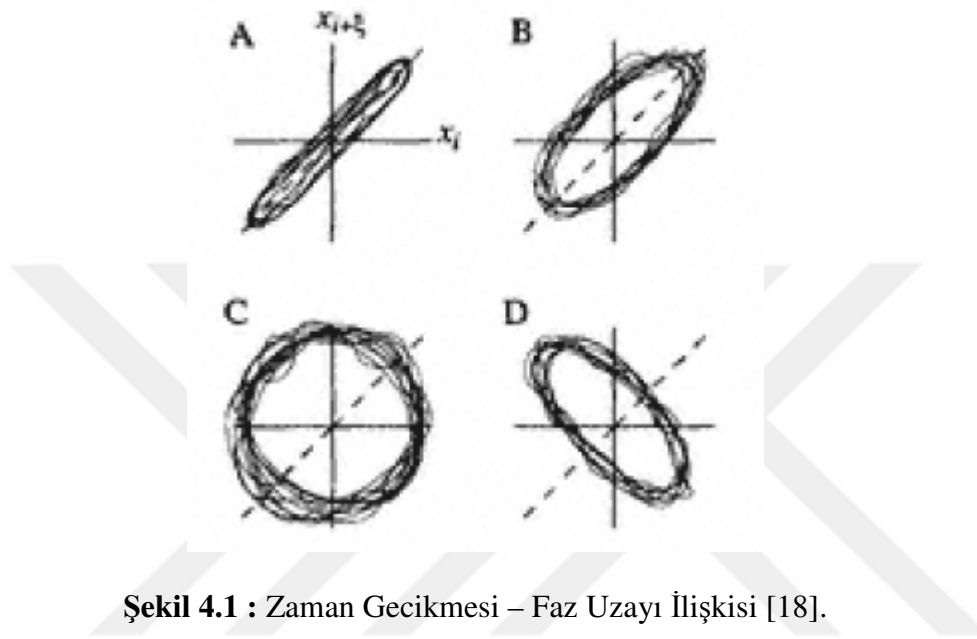 A
x_{i+ξ}
x_i
B
C
D
Şekil 4.1 : Zaman Gecikmesi – Faz Uzayı İlişkisi [18].